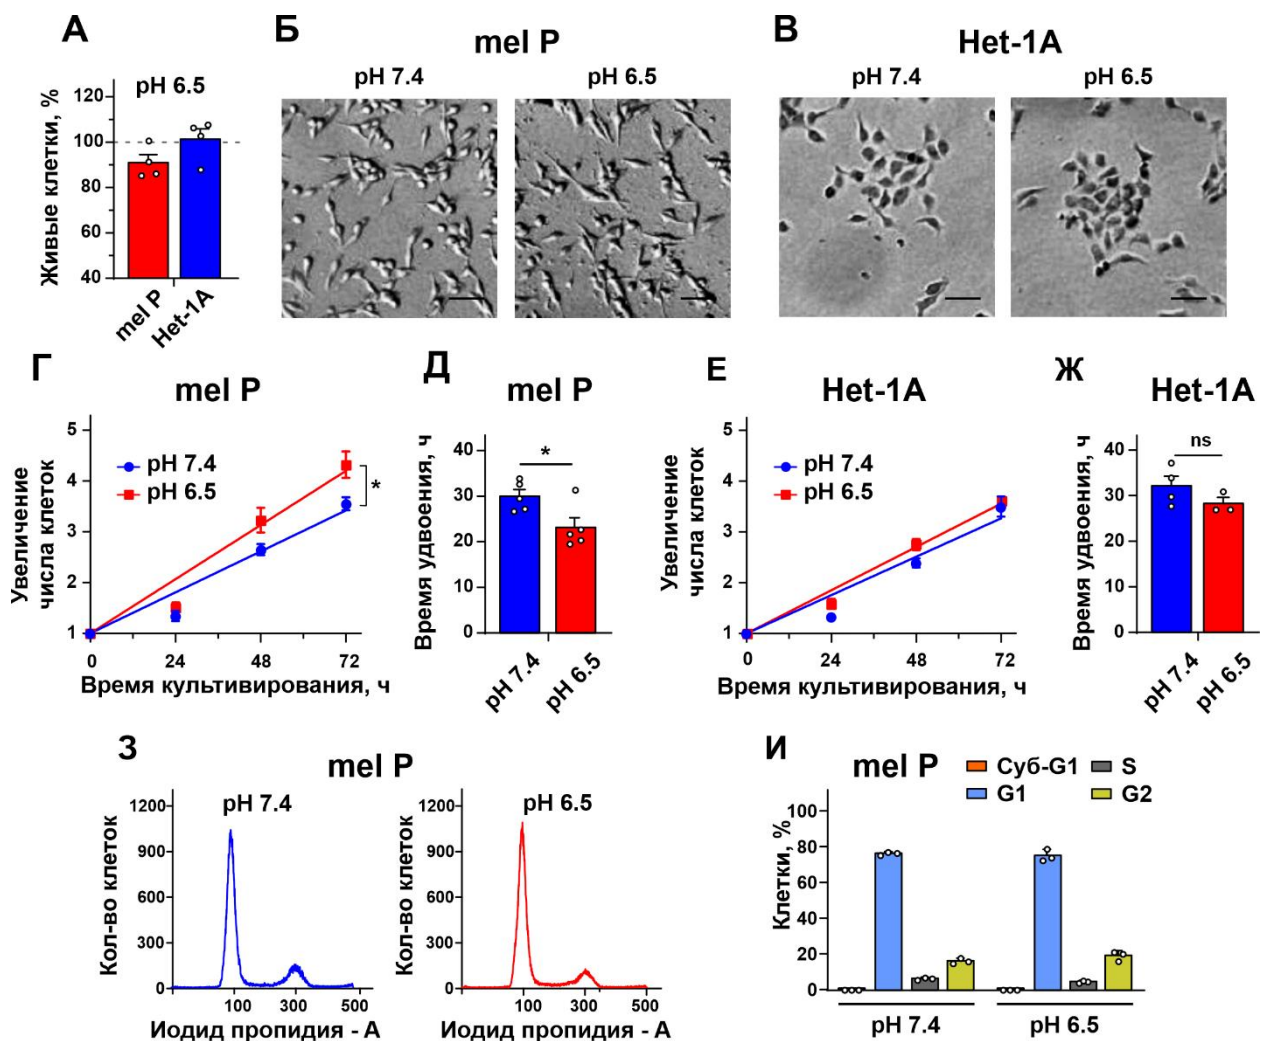 А
pH 6.5
Живые клетки, %
120
100
80
60
40
mel P
Het-1A
Б
mel P
pH 7.4
pH 6.5
В
Het-1A
pH 7.4
pH 6.5
Г
mel P
Увеличение
числа клеток
5
4
3
2
1
pH 7.4
pH 6.5
*
0
24
48
72
Время культивирования, ч
Д
mel P
Время удвоения, ч
40
30
20
10
0
*
pH 7.4
pH 6.5
Е
Het-1A
Увеличение
числа клеток
5
4
3
2
1
pH 7.4
pH 6.5
0
24
48
72
Время культивирования, ч
Ж
Het-1A
Время удвоения, ч
40
30
20
10
0
ns
pH 7.4
pH 6.5
З
mel P
pH 7.4
Кол-во клеток
1200
900
600
300
0
100
300
500
Иодид пропидия - А
pH 6.5
Кол-во клеток
1200
900
600
300
0
100
300
500
Иодид пропидия - А
И
mel P
Суб-G1
S
G1
G2
Клетки, %
100
80
60
40
20
0
pH 7.4
pH 6.5